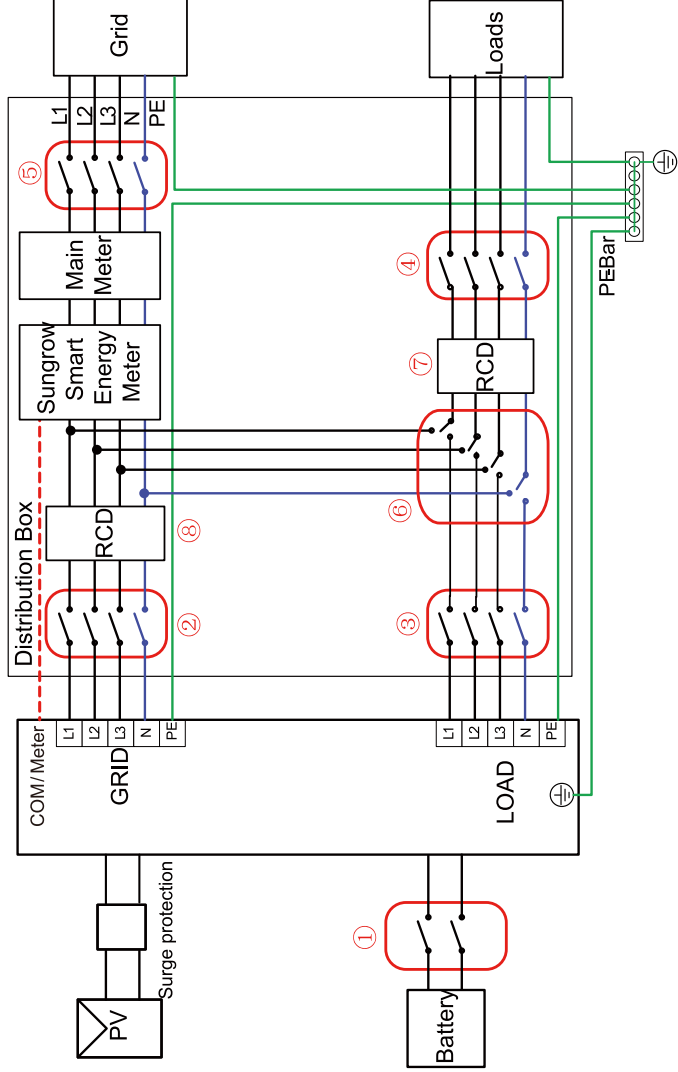 Grid
Loads
L1
L2
L3
N
PE
⑤
Main
Meter
④
PE-Bar
Sungrow
Smart
Energy
Meter
⑦
RCD
⑥
Distribution Box
RCD
⑧
②
③
COM/Meter
L1
L2
L3
N
PE
GRID
L1
L2
L3
N
PE
LOAD
Surge protection
①
PV
Battery